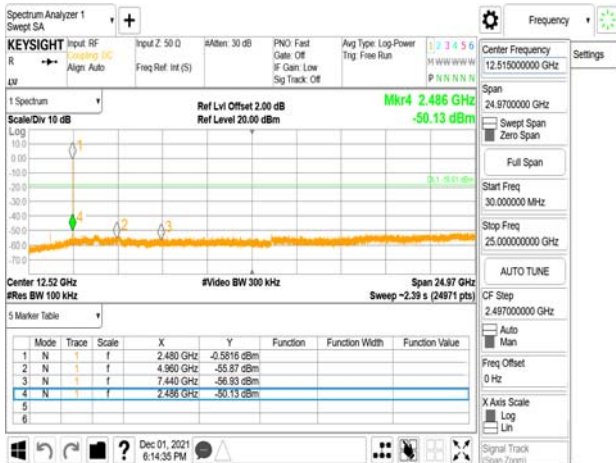 Spectrum Analyzer 1
Swept SA
Frequency
KEYSIGHT
R
Input: RF
Coupling: DC
Align: Auto
Input Z: 50 Ω
Freq Ref: Int (S)
#Atten: 30 dB
PNO: Fast
Gate: Off
IF Gain: Low
Sig Track: Off
Avg Type: Log-Power
Trig: Free Run
1 2 3 4 5 6
M W W W W W
P N N N N N
1 Spectrum
Scale/Div 10 dB
Log
Ref Lvl Offset 2.00 dB
Ref Level 20.00 dBm
Mkr4 2.486 GHz
-50.13 dBm
10.0
0.00
-10.0
-20.0
-30.0
-40.0
-50.0
-60.0
-70.0
1
4
2
3
Center 12.52 GHz
#Res BW 100 kHz
#Video BW 300 kHz
Span 24.97 GHz
Sweep ~2.39 s (24971 pts)
5 Marker Table
Mode Trace Scale X Y Function Function Width Function Value
1 N 1 f 2.480 GHz -0.5816 dBm
2 N 1 f 4.960 GHz -55.87 dBm
3 N 1 f 7.440 GHz -56.93 dBm
4 N 1 f 2.486 GHz -50.13 dBm
5
6
Dec 01, 2021
6:14:35 PM
Center Frequency
12.515000000 GHz
Settings
Span
24.9700000 GHz
Swept Span
Zero Span
Full Span
Start Freq
30.000000 MHz
Stop Freq
25.000000000 GHz
AUTO TUNE
CF Step
2.497000000 GHz
Auto
Man
Freq Offset
0 Hz
X Axis Scale
Log
Lin
Signal Track
(Span Zoom)